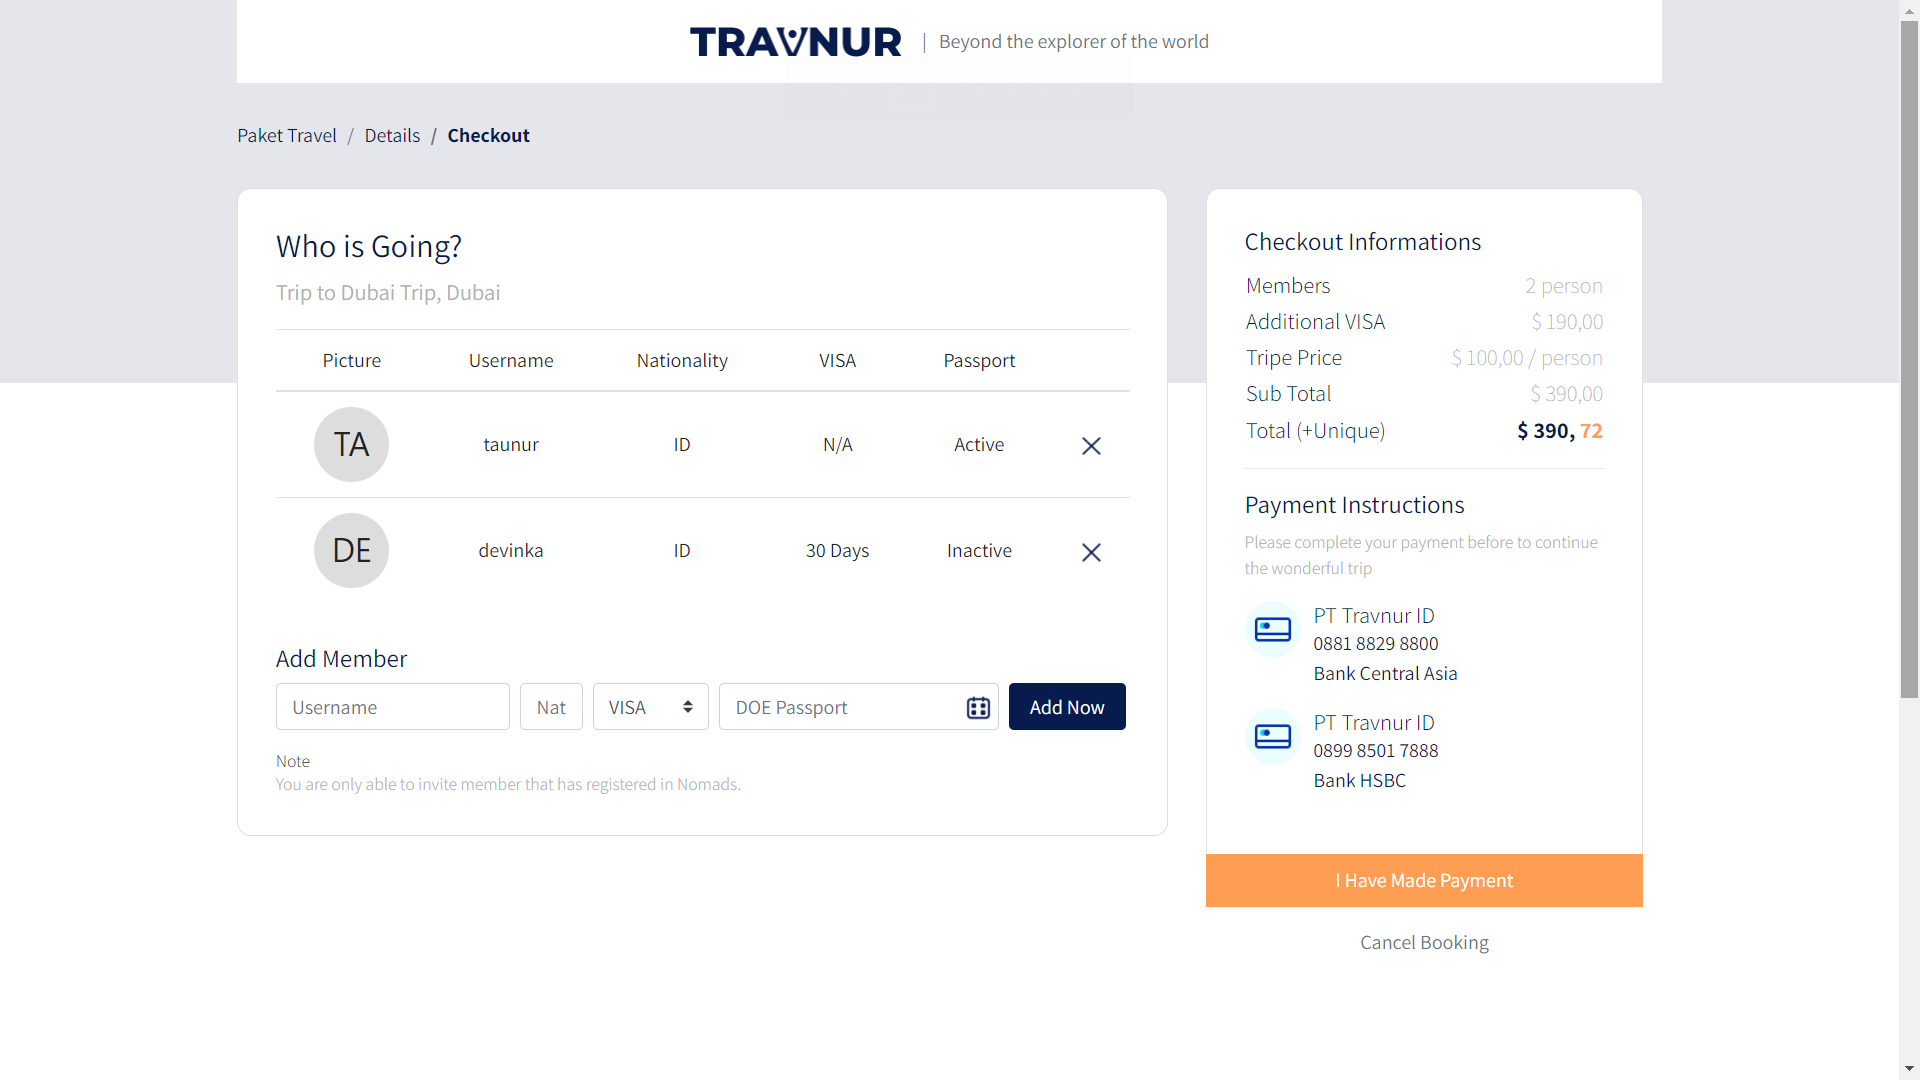 TRAVNUR | Beyond the explorer of the world
Paket Travel / Details / Checkout
Who is Going?
Trip to Dubai Trip, Dubai
Picture Username Nationality VISA Passport
TA taunur ID N/A Active
DE devinka ID 30 Days Inactive
Add Member
Username Nat VISA DOE Passport Add Now
Note
You are only able to invite member that has registered in Nomads.
Checkout Informations
Members 2 person
Additional VISA $ 190,00
Tripe Price $ 100,00 / person
Sub Total $ 390,00
Total (+Unique) $ 390, 72
Payment Instructions
Please complete your payment before to continue
the wonderful trip
PT Travnur ID
0881 8829 8800
Bank Central Asia
PT Travnur ID
0899 8501 7888
Bank HSBC
I Have Made Payment
Cancel Booking